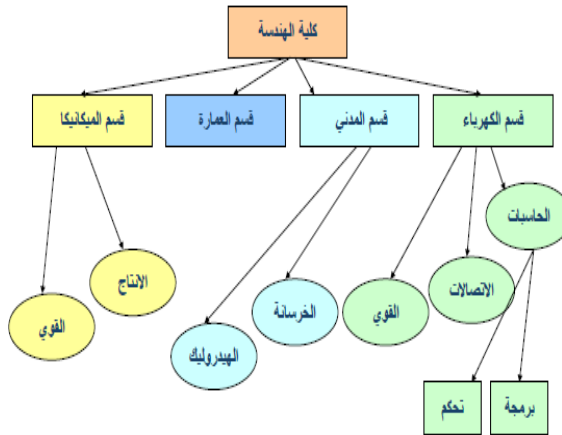 كلية الهندسة
قسم الكهرباء
قسم المدني
قسم العمارة
قسم الميكانيكا
الحاسبات
الاتصالات
القوي
الخرسانة
الهيدروليك
الانتاج
القوي
برمجة
تحكم